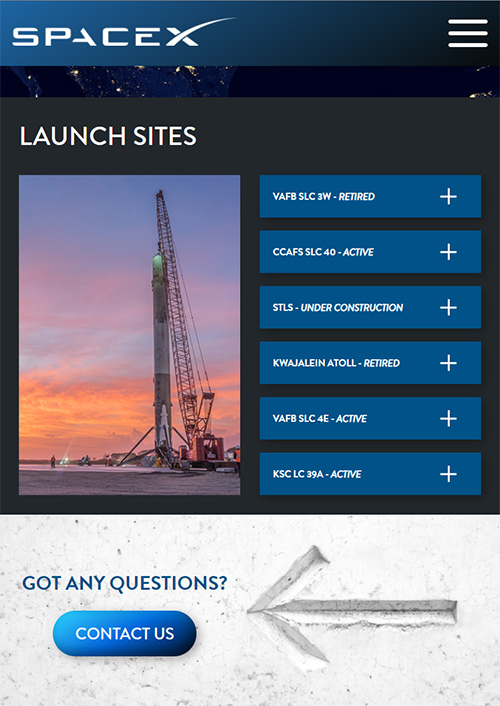 SPACEX
LAUNCH SITES
VAFB SLC 3W - RETIRED
CCAFS SLC 40 - ACTIVE
STLS - UNDER CONSTRUCTION
KWAJALEIN ATOLL - RETIRED
VAFB SLC 4E - ACTIVE
KSC LC 39A - ACTIVE
GOT ANY QUESTIONS?
CONTACT US